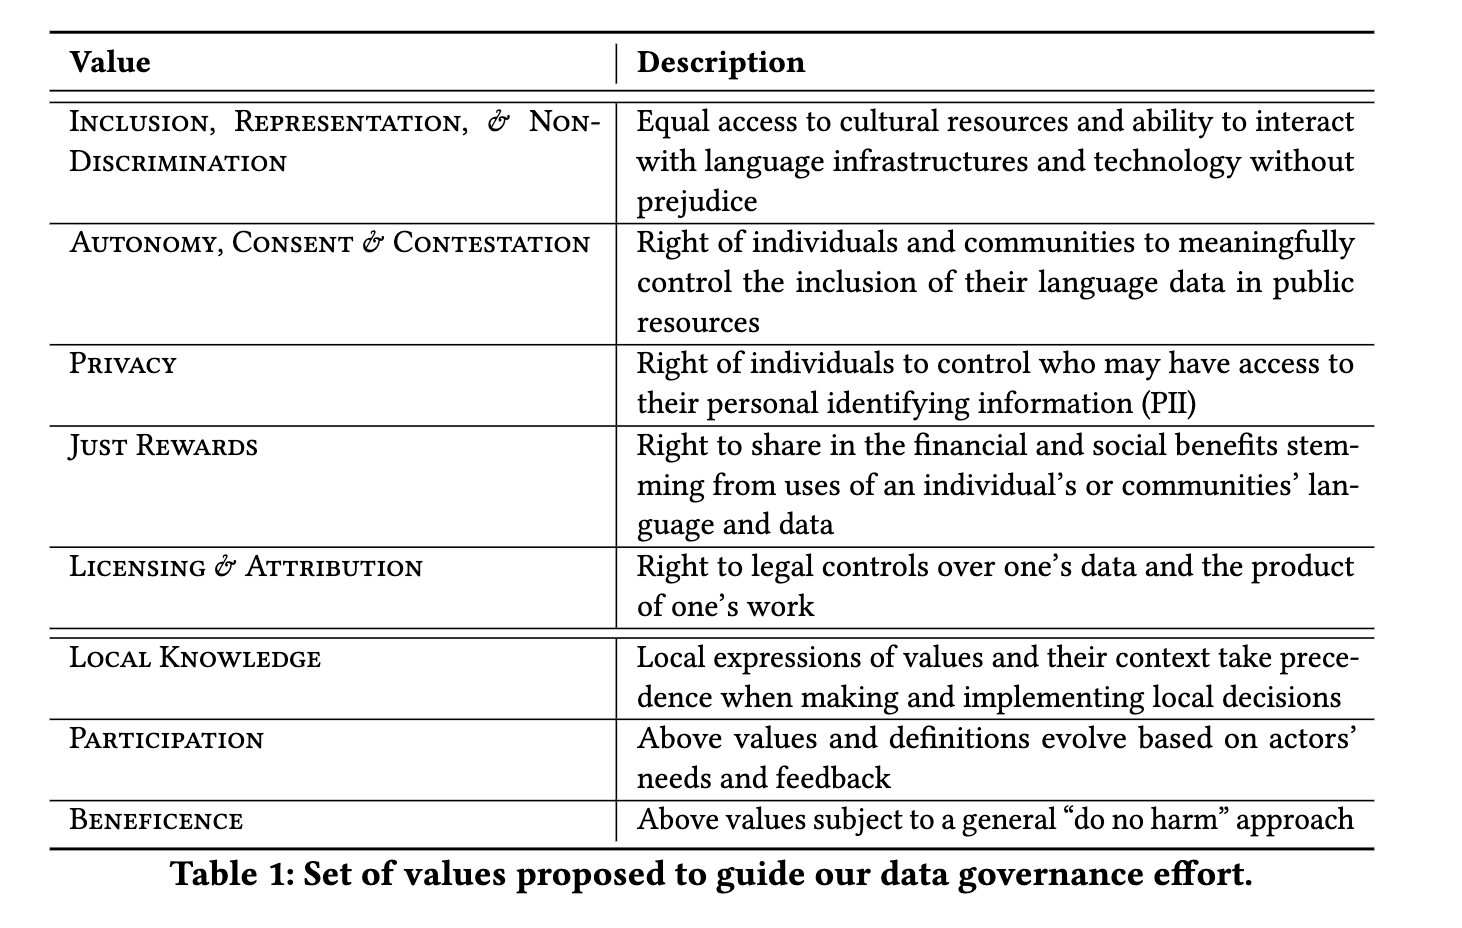 Value Description
Inclusion, Representation, & Non-
Discrimination
Equal access to cultural resources and ability to interact
with language infrastructures and technology without
prejudice
Autonomy, Consent & Contestation
Right of individuals and communities to meaningfully
control the inclusion of their language data in public
resources
Privacy
Right of individuals to control who may have access to
their personal identifying information (PII)
Just Rewards
Right to share in the financial and social benefits stem-
ming from uses of an individual’s or communities’ lan-
guage and data
Licensing & Attribution
Right to legal controls over one’s data and the product
of one’s work
Local Knowledge
Local expressions of values and their context take prece-
dence when making and implementing local decisions
Participation
Above values and definitions evolve based on actors’
needs and feedback
Beneficence
Above values subject to a general “do no harm” approach
Table 1: Set of values proposed to guide our data governance effort.